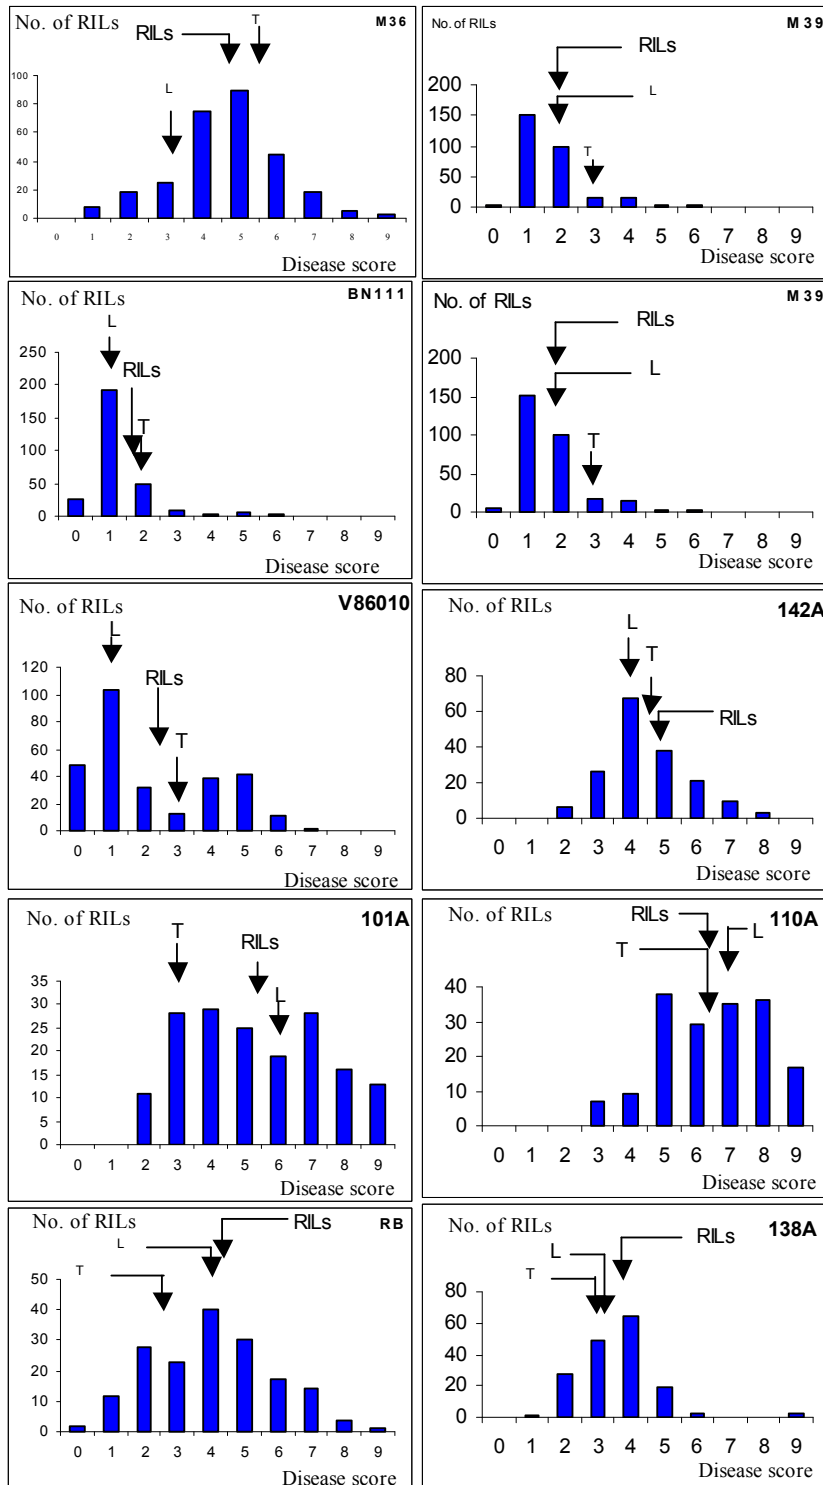 No. of RILs M36
RILs T
L
100
80
60
40
20
0
0 1 2 3 4 5 6 7 8 9
Disease score
No. of RILs M 39
RILs
L
T
200
150
100
50
0
0 1 2 3 4 5 6 7 8 9
Disease score
No. of RILs BN111
L
RILs
T
250
200
150
100
50
0
0 1 2 3 4 5 6 7 8 9
Disease score
No. of RILs M 39
RILs
L
T
200
150
100
50
0
0 1 2 3 4 5 6 7 8 9
Disease score
No. of RILs V86010
L
RILs
T
120
100
80
60
40
20
0
0 1 2 3 4 5 6 7 8 9
Disease score
No. of RILs 142A
L
T
RILs
80
60
40
20
0
0 1 2 3 4 5 6 7 8 9
Disease score
No. of RILs 101A
T
RILs
L
35
30
25
20
15
10
5
0
0 1 2 3 4 5 6 7 8 9
Disease score
No. of RILs 110A
RILs
L
T
40
30
20
10
0
0 1 2 3 4 5 6 7 8 9
Disease score
No. of RILs RB
RILs
L
T
50
40
30
20
10
0
0 1 2 3 4 5 6 7 8 9
Disease score
No. of RILs 138A
RILs
L
T
80
60
40
20
0
0 1 2 3 4 5 6 7 8 9
Disease score